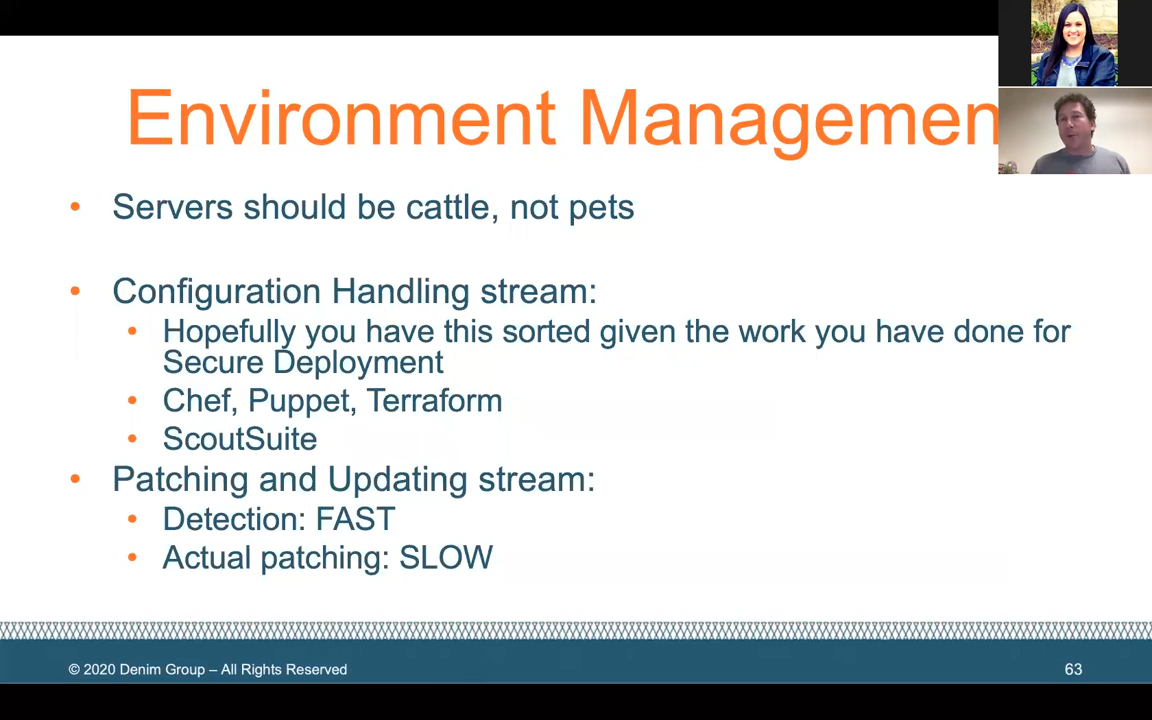 Environment Managemen
• Servers should be cattle, not pets
• Configuration Handling stream:
• Hopefully you have this sorted given the work you have done for
Secure Deployment
• Chef, Puppet, Terraform
• ScoutSuite
• Patching and Updating stream:
• Detection: FAST
• Actual patching: SLOW
© 2020 Denim Group – All Rights Reserved
63